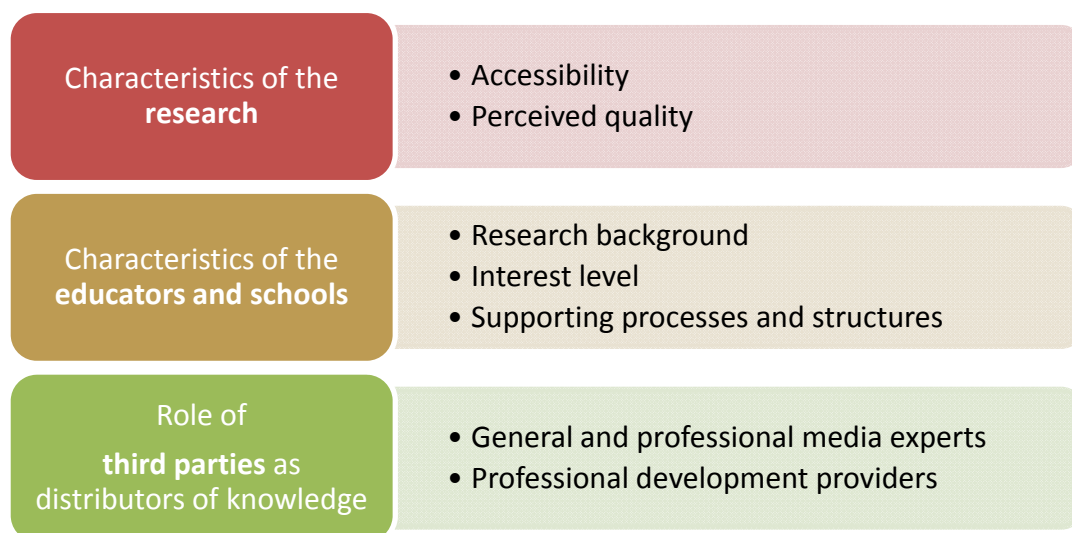 Characteristics of the
research
• Accessibility
• Perceived quality
Characteristics of the
educators and schools
• Research background
• Interest level
• Supporting processes and structures
Role of
third parties as
distributors of knowledge
• General and professional media experts
• Professional development providers